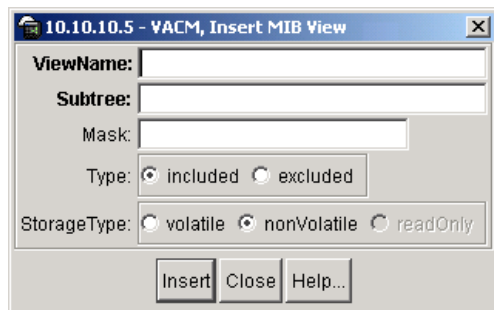 10.10.10.5 - VACM, Insert MIB View
ViewName:
Subtree:
Mask:
Type: included excluded
StorageType: volatile nonVolatile readOnly
Insert Close Help...